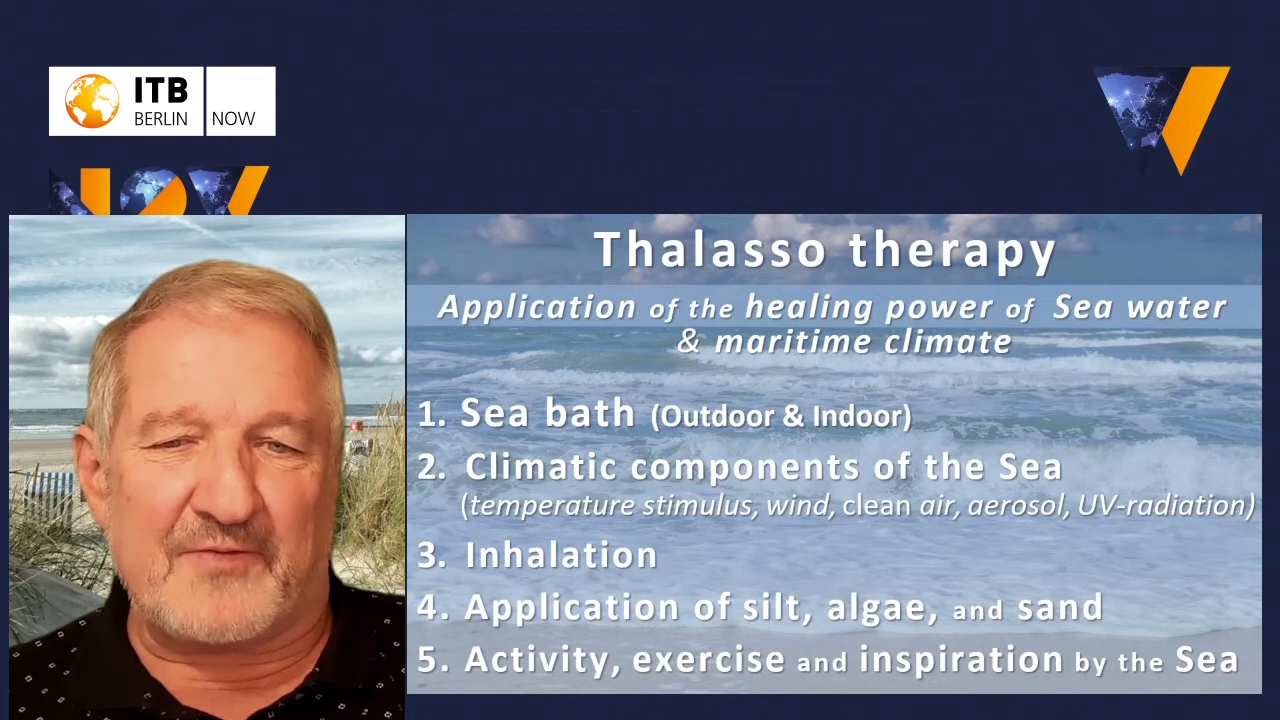 ITB
BERLIN
NOW
NOW
Thalasso therapy
Application of the healing power of Sea water
& maritime climate
1. Sea bath (Outdoor & Indoor)
2. Climatic components of the Sea
(temperature stimulus, wind, clean air, aerosol, UV-radiation)
3. Inhalation
4. Application of silt, algae, and sand
5. Activity, exercise and inspiration by the Sea